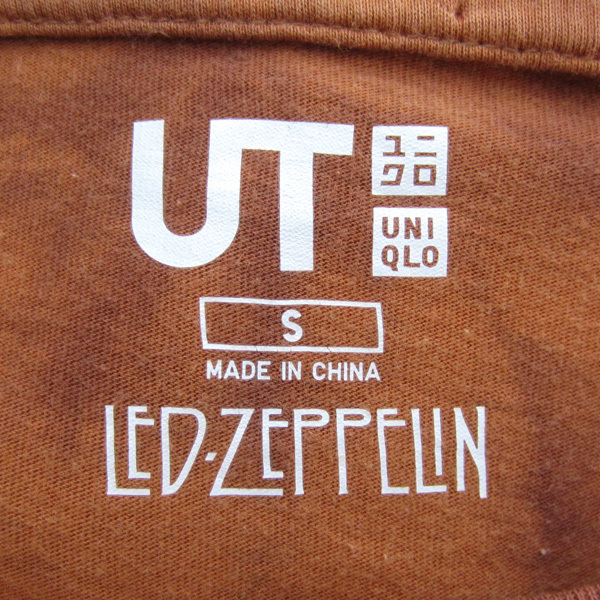 UT
ユニ
クロ
UNI
QLO
S
MADE IN CHINA
LED-ZEPPELIN